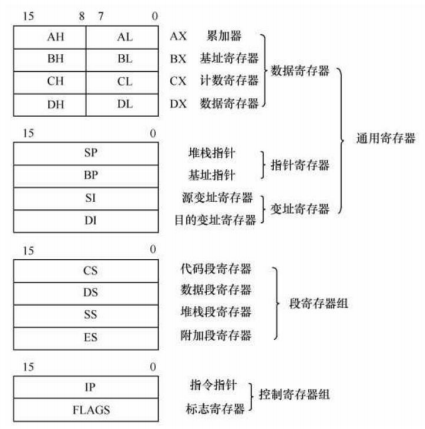 15 8 7 0
AH AL AX 累加器
BH BL BX 基址寄存器
CH CL CX 计数寄存器
数据寄存器
DH DL DX 数据寄存器
通用寄存器
15 0
SP 堆栈指针
指针寄存器
BP 基址指针
SI 源变址寄存器
变址寄存器
DI 目的变址寄存器
15 0
CS 代码段寄存器
DS 数据段寄存器
段寄存器组
SS 堆栈段寄存器
ES 附加段寄存器
15 0
IP 指令指针
控制寄存器组
FLAGS 标志寄存器